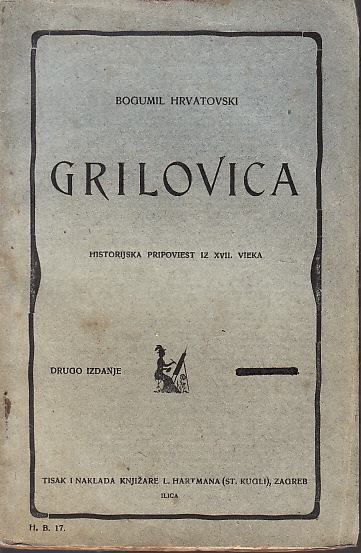 BOGUMIL HRVATOVSKI
GRILOVICA
HISTORIJSKA PRIPOVIEST IZ XVII. VIEKA
DRUGO IZDANJE
TISAK I NAKLADA KNJIŽARE L. HARTMANA (ST. KUGLI), ZAGREB
ILICA
H. B. 17.